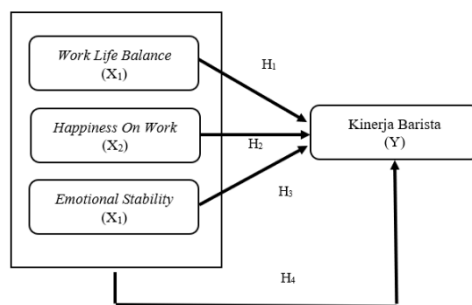 Work Life Balance
(X₁)
H₁
Happiness On Work
(X₂)
H₂
Kinerja Barista
(Y)
Emotional Stability
(X₁)
H₃
H₄